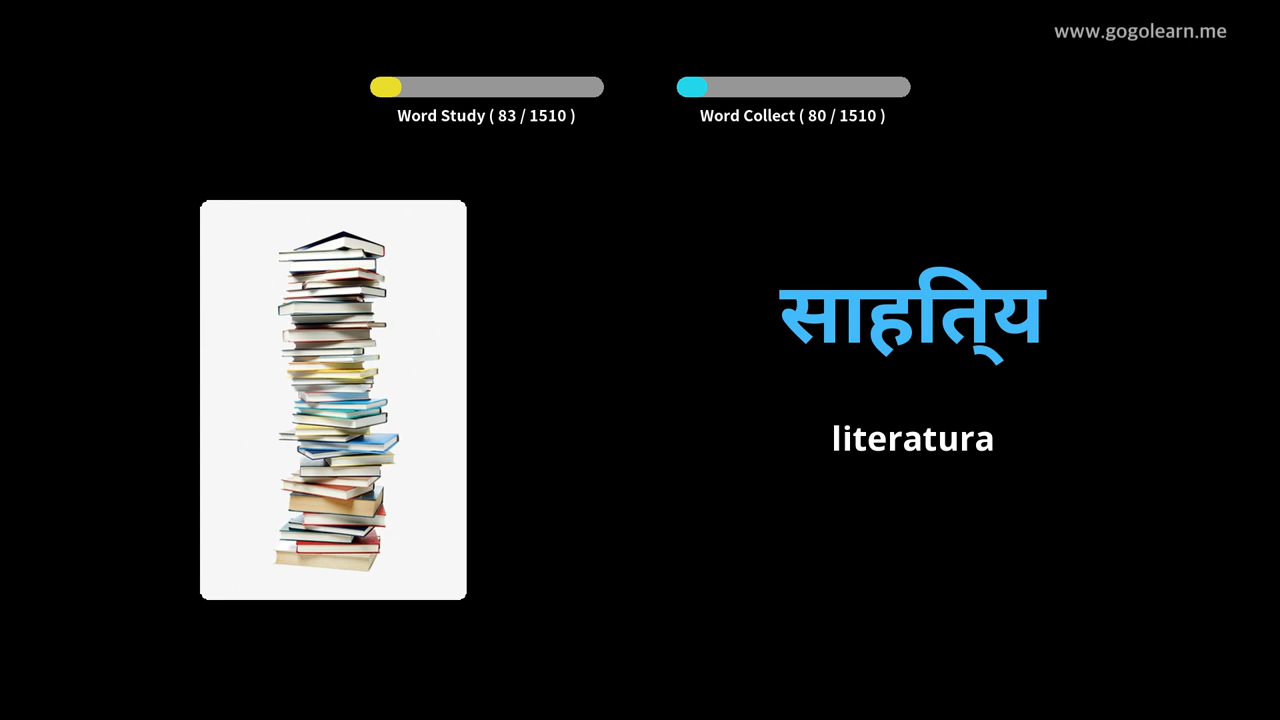 www.gogolearn.me
Word Study ( 83 / 1510 )
Word Collect ( 80 / 1510 )
साहित्‌य
literatura